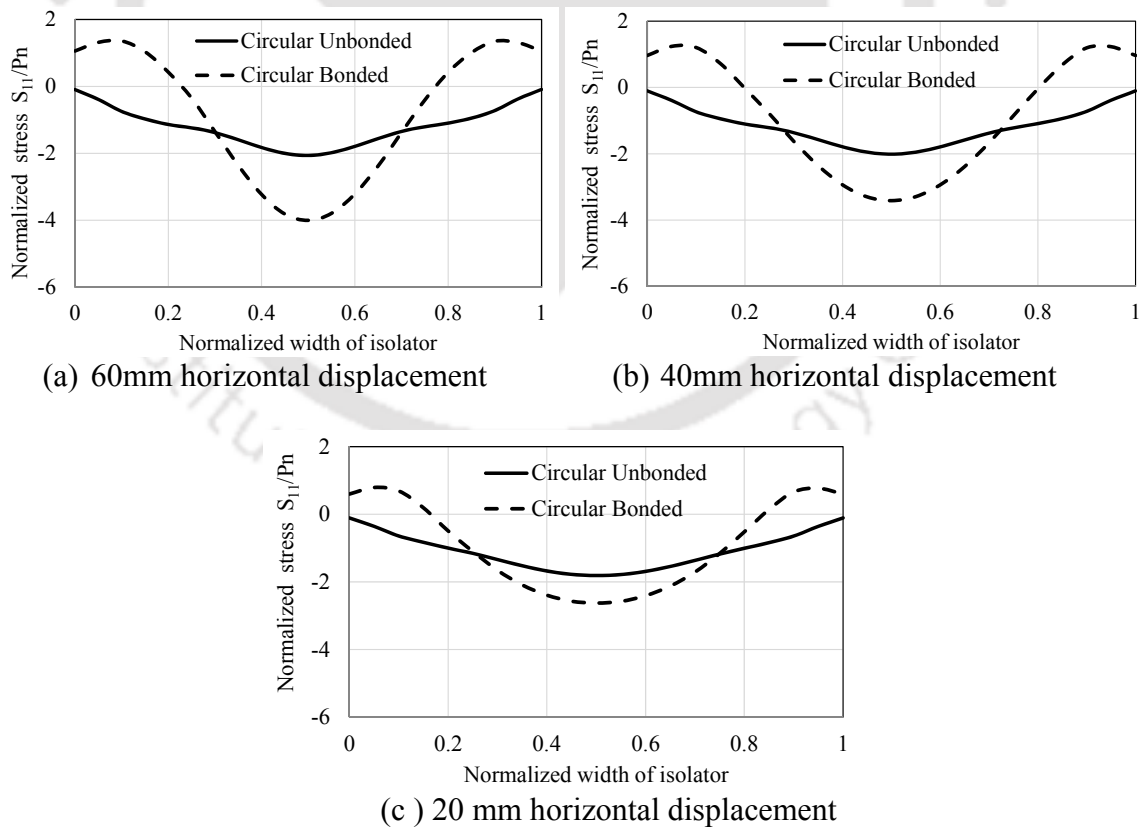 2
0
-2
-4
-6
Normalized stress S₁₁/Pn
Circular Unbonded
Circular Bonded
0 0.2 0.4 0.6 0.8 1
Normalized width of isolator
(a) 60mm horizontal displacement
2
0
-2
-4
-6
Normalized stress S₁₁/Pn
Circular Unbonded
Circular Bonded
0 0.2 0.4 0.6 0.8 1
Normalized width of isolator
(b) 40mm horizontal displacement
2
0
-2
-4
-6
Normalized stress S₁₁/Pn
Circular Unbonded
Circular Bonded
0 0.2 0.4 0.6 0.8 1
Normalized width of isolator
(c ) 20 mm horizontal displacement